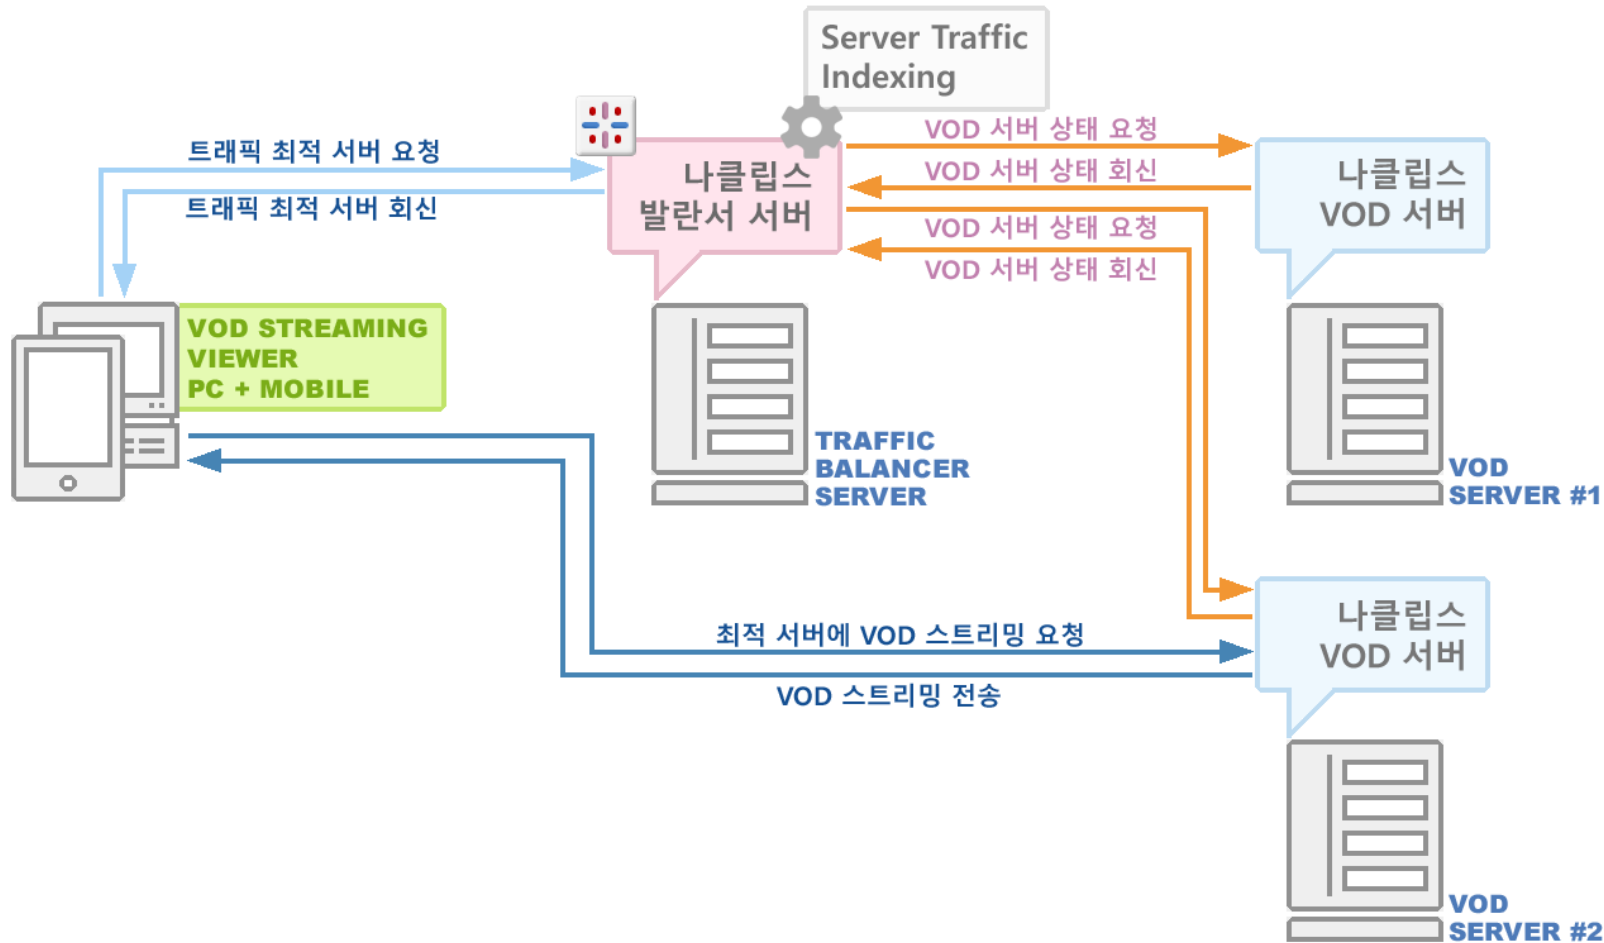 Server Traffic
Indexing
트래픽 최적 서버 요청
트래픽 최적 서버 회신
나클립스
발란서 서버
VOD 서버 상태 요청
VOD 서버 상태 회신
VOD 서버 상태 요청
VOD 서버 상태 회신
나클립스
VOD 서버
VOD STREAMING
VIEWER
PC + MOBILE
TRAFFIC
BALANCER
SERVER
VOD
SERVER #1
최적 서버에 VOD 스트리밍 요청
VOD 스트리밍 전송
나클립스
VOD 서버
VOD
SERVER #2